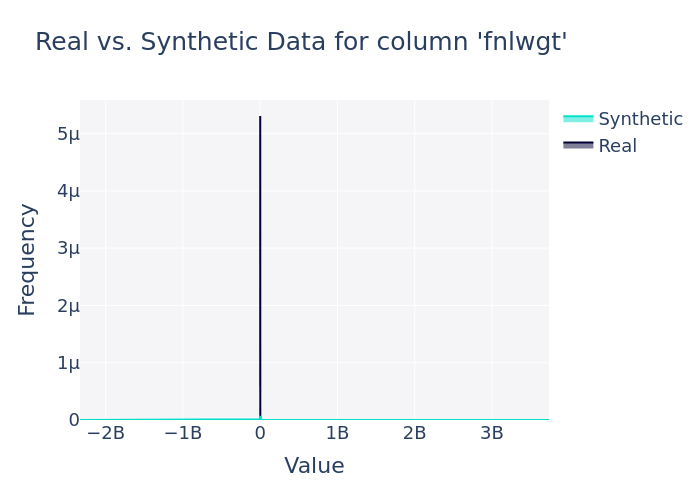 Real vs. Synthetic Data for column 'fnlwgt'
Synthetic
Real
5μ
4μ
3μ
2μ
1μ
0
−2B
−1B
0
1B
2B
3B
Frequency
Value